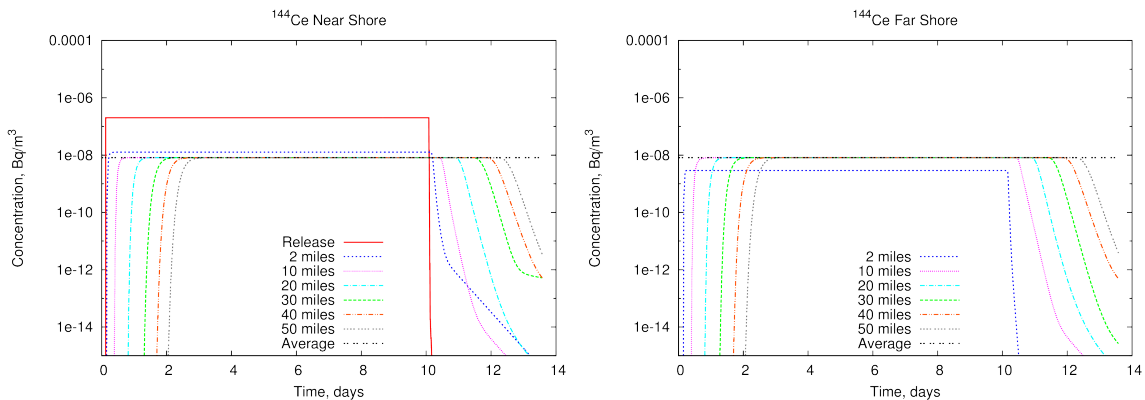 ¹⁴⁴Ce Near Shore
0.0001
1e-06
1e-08
1e-10
1e-12
1e-14
Concentration, Bq/m³
Release
2 miles
10 miles
20 miles
30 miles
40 miles
50 miles
Average
0 2 4 6 8 10 12 14
Time, days
¹⁴⁴Ce Far Shore
0.0001
1e-06
1e-08
1e-10
1e-12
1e-14
Concentration, Bq/m³
2 miles
10 miles
20 miles
30 miles
40 miles
50 miles
Average
0 2 4 6 8 10 12 14
Time, days